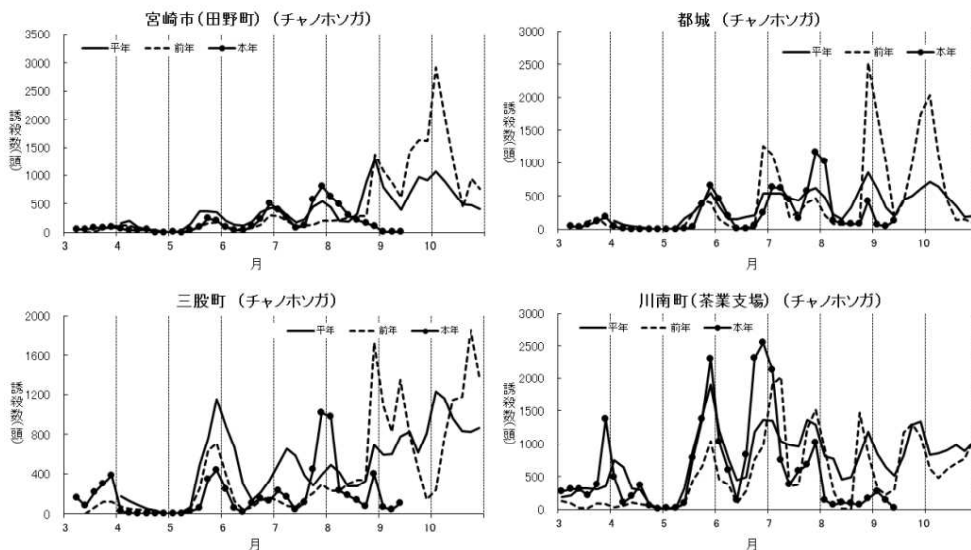 宮崎市(田野町) (チャノホソガ)
平年 前年 本年
誘殺数(頭)
3500
3000
2500
2000
1500
1000
500
0
3 4 5 6 7 8 9 10
月
都城 (チャノホソガ)
平年 前年 本年
誘殺数(頭)
3000
2500
2000
1500
1000
500
0
3 4 5 6 7 8 9 10
月
三股町 (チャノホソガ)
平年 前年 本年
誘殺数(頭)
2000
1600
1200
800
400
0
3 4 5 6 7 8 9 10
月
川南町(茶業支場) (チャノホソガ)
平年 前年 本年
誘殺数(頭)
3000
2500
2000
1500
1000
500
0
3 4 5 6 7 8 9 10
月